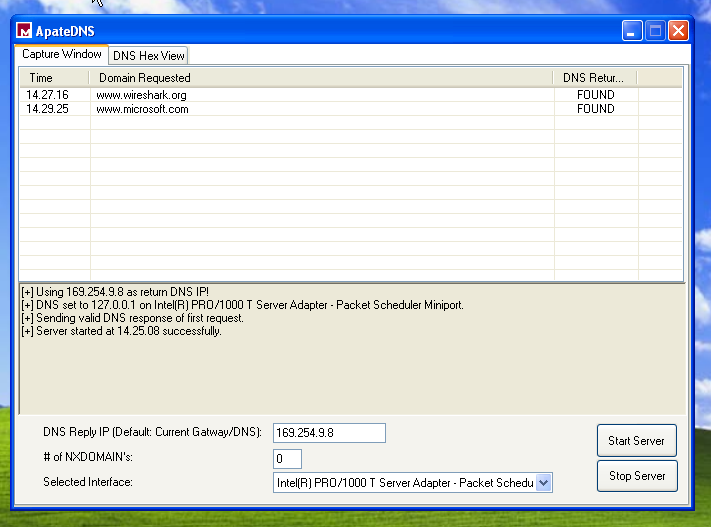 ApateDNS
Capture Window DNS Hex View
Time Domain Requested DNS Retur...
14.27.16 www.wireshark.org FOUND
14.29.25 www.microsoft.com FOUND
[+] Using 169.254.9.8 as return DNS IP!
[+] DNS set to 127.0.0.1 on Intel(R) PRO/1000 T Server Adapter - Packet Scheduler Miniport.
[+] Sending valid DNS response of first request.
[+] Server started at 14.25.08 successfully.
DNS Reply IP (Default: Current Gatway/DNS): 169.254.9.8
Start Server
# of NXDOMAIN's: 0
Stop Server
Selected Interface: Intel(R) PRO/1000 T Server Adapter - Packet Schedu